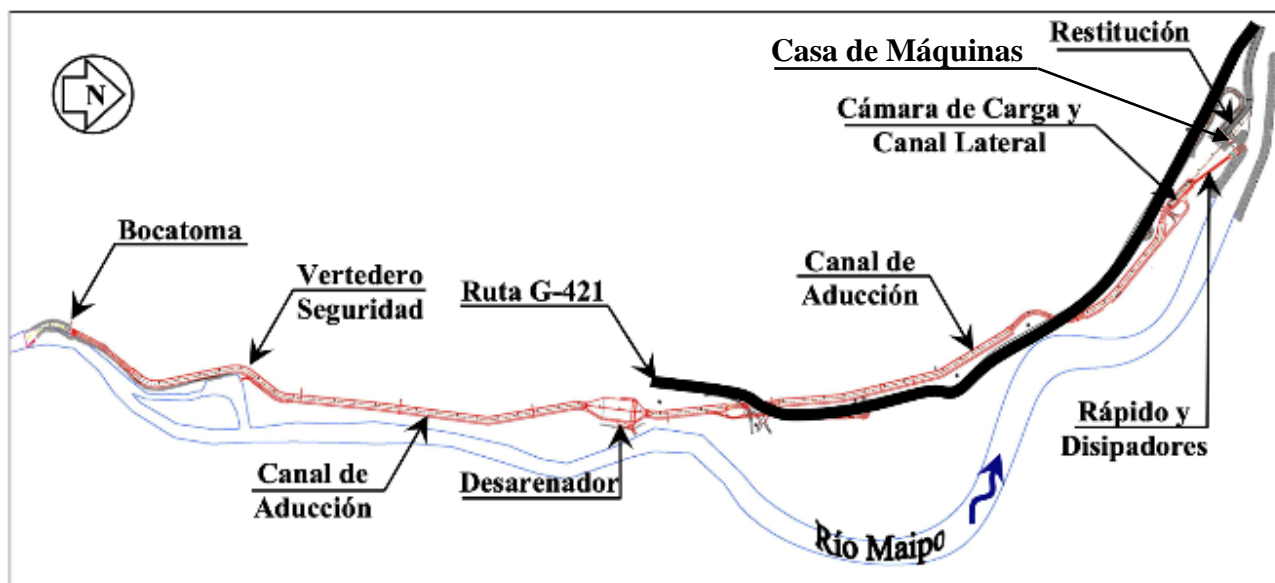 Restitución
Casa de Máquinas
N
Cámara de Carga y
Canal Lateral
Bocatoma
Vertedero
Seguridad
Ruta G-421
Canal de
Aducción
Rápido y
Disipadores
Canal de
Aducción
Desarenador
Río Maipo